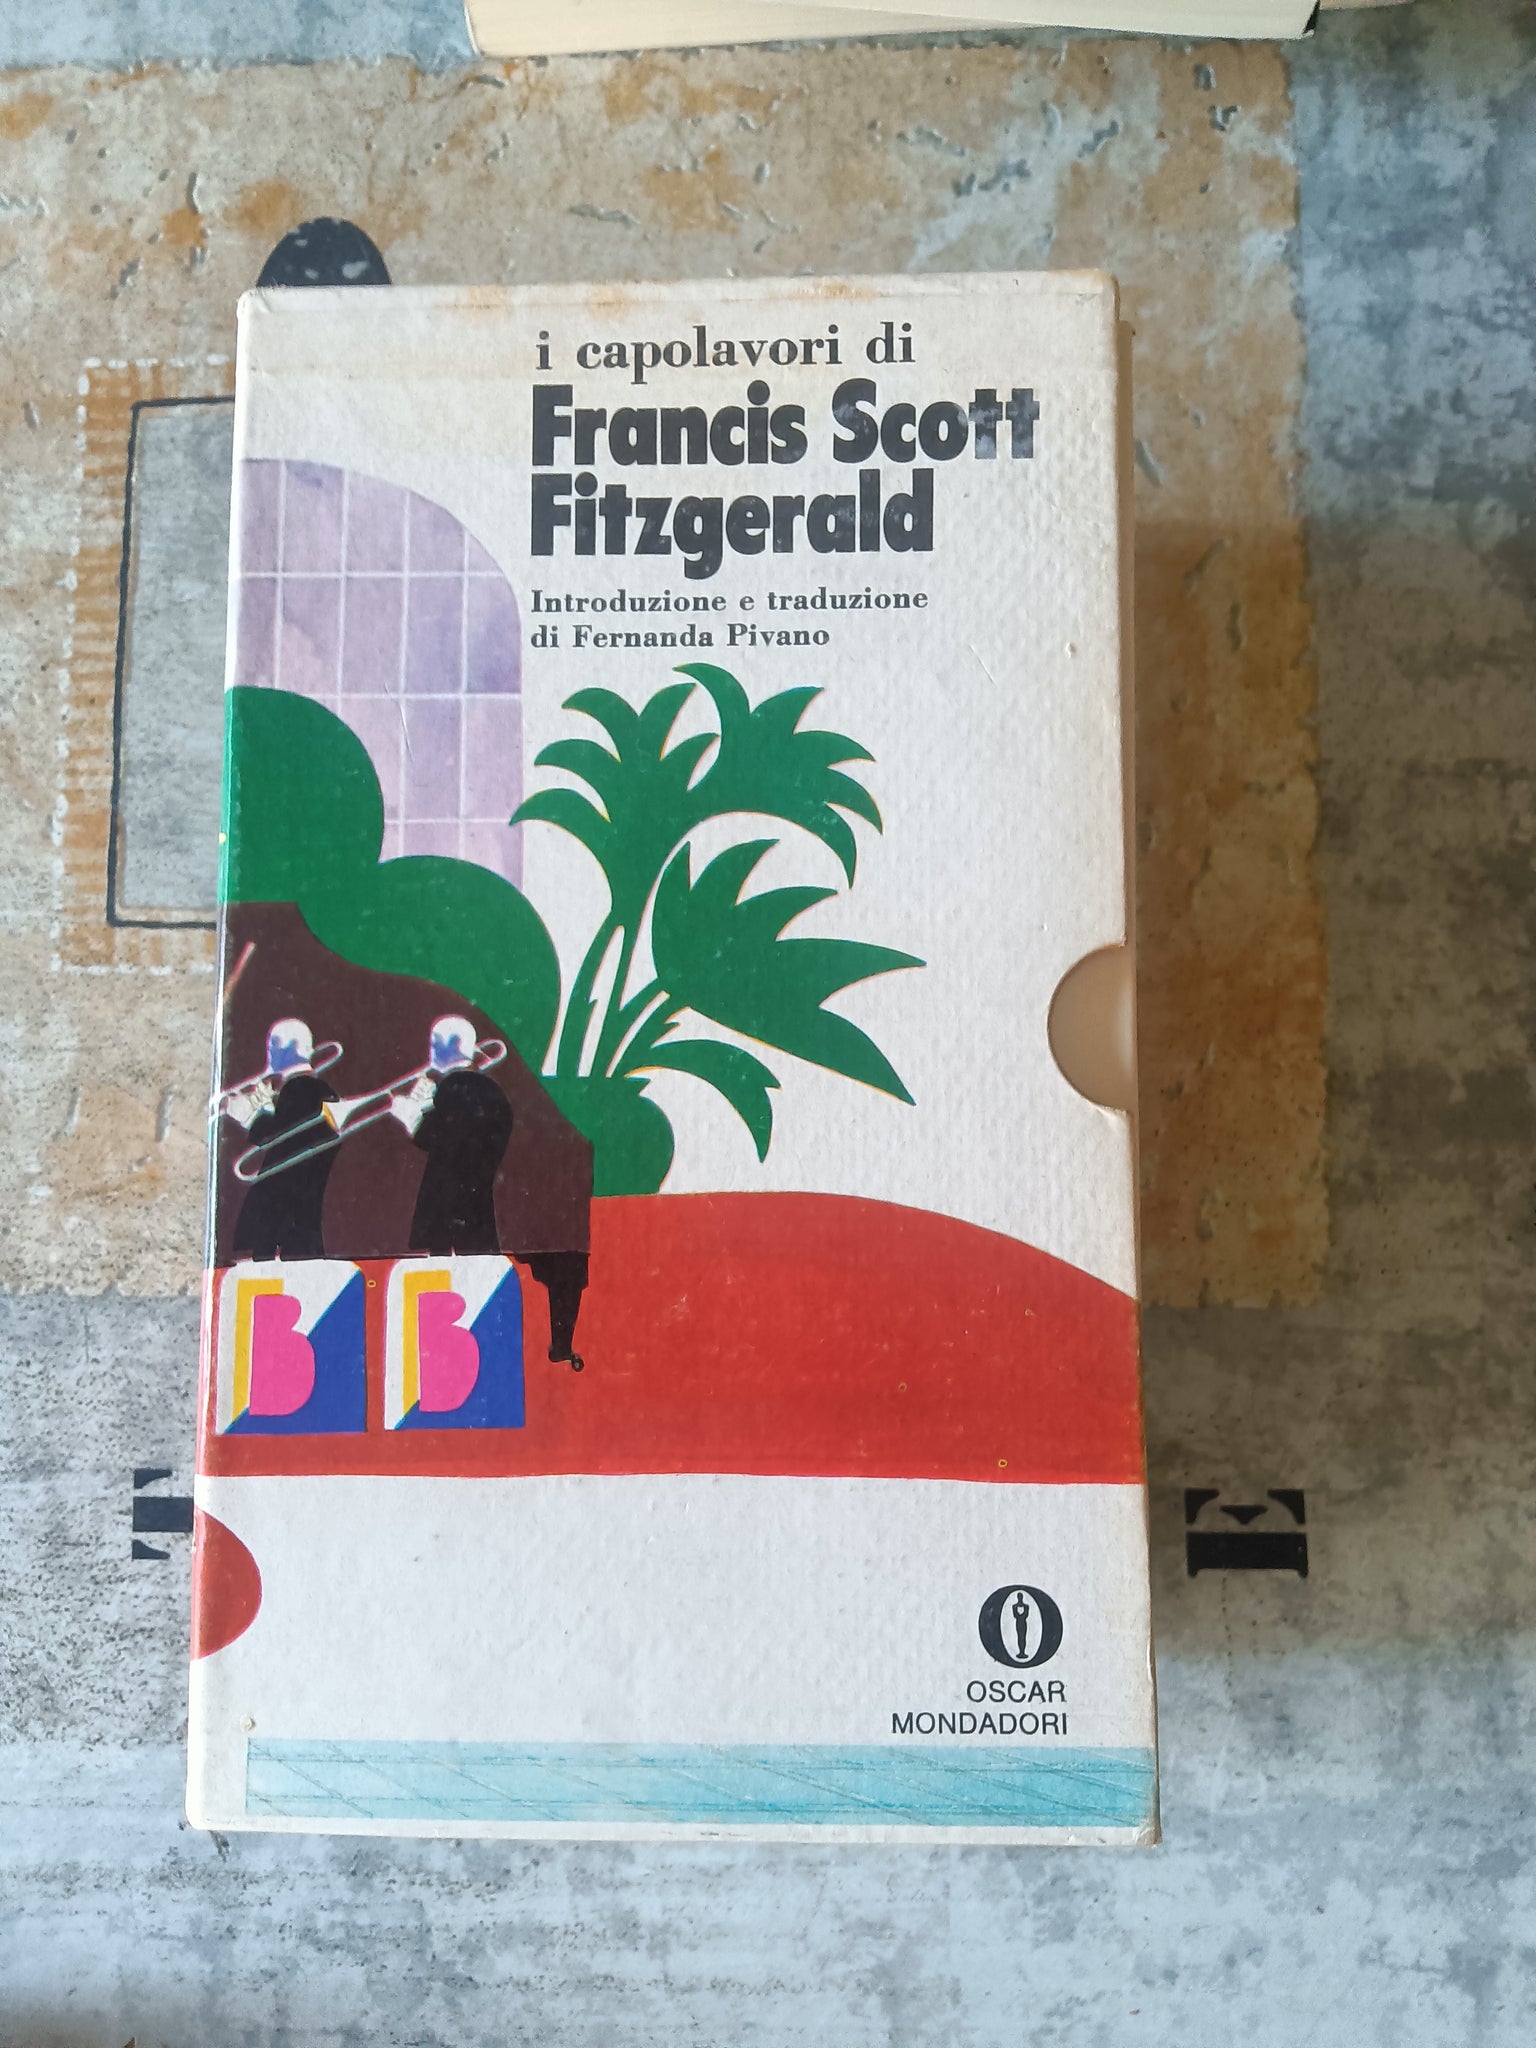 i capolavori di
Francis Scott
Fitzgerald
Introduzione e traduzione
di Fernanda Pivano
B B
OSCAR
MONDADORI